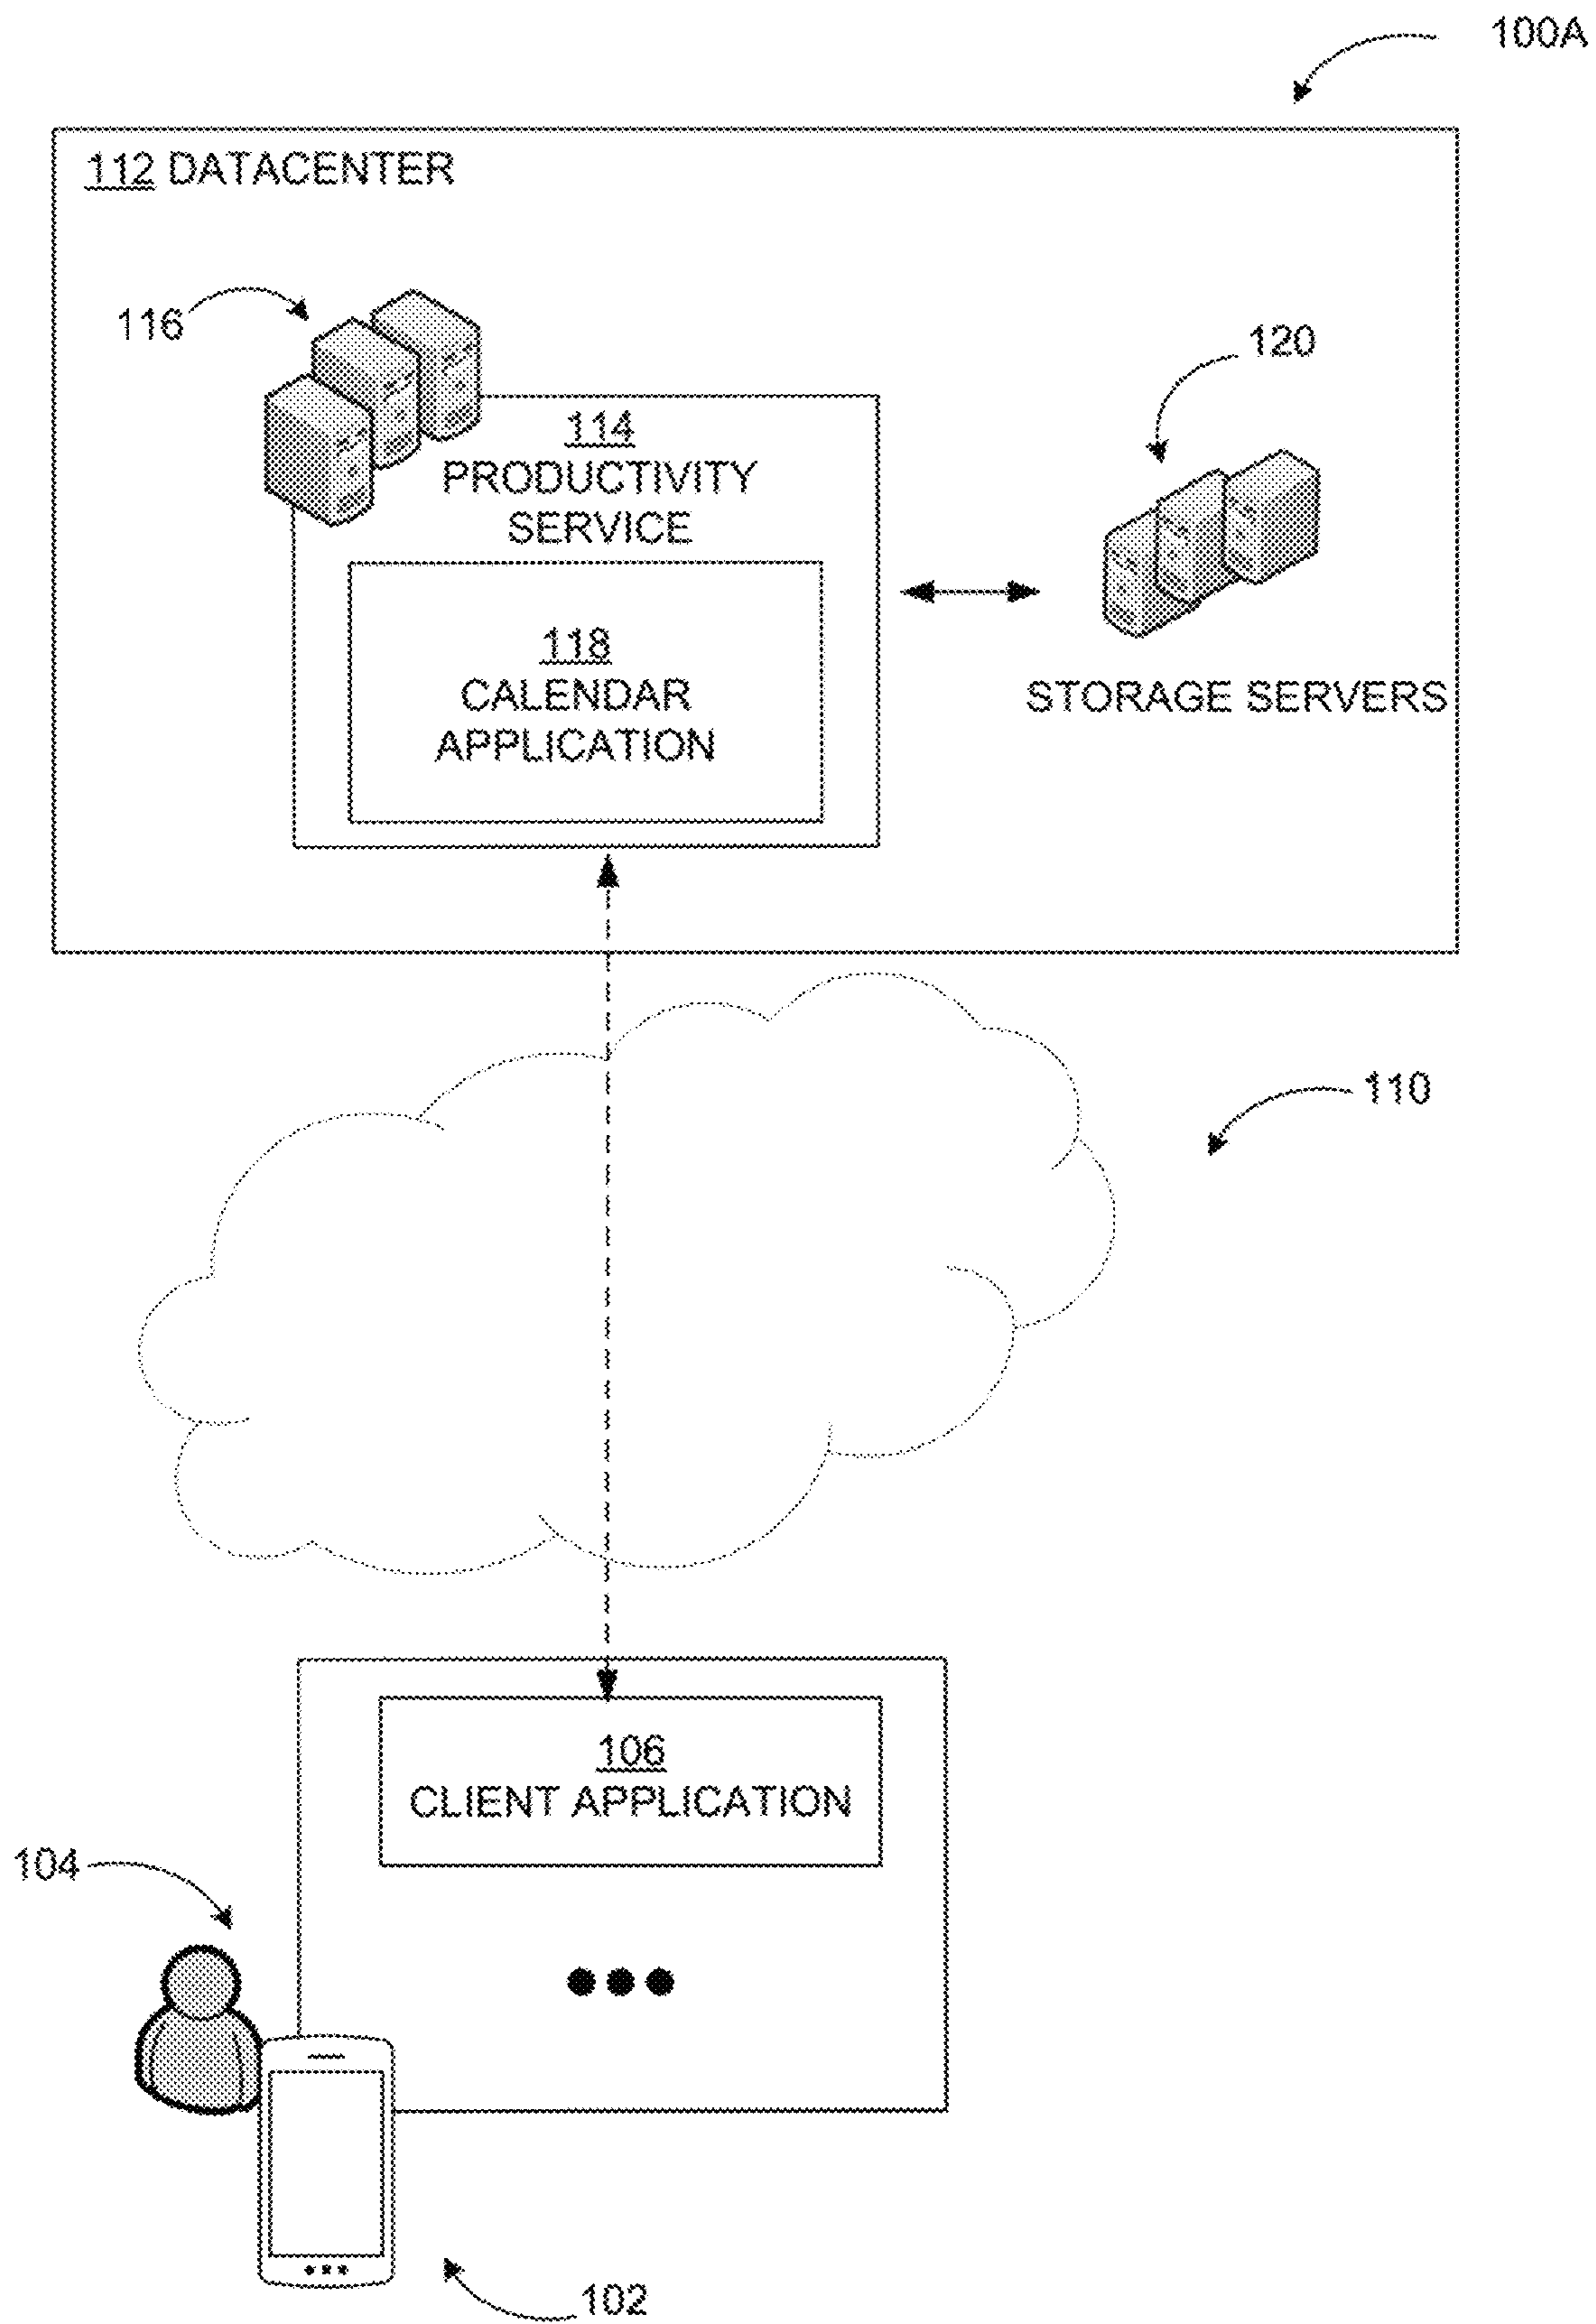 100A
112 DATACENTER
116
120
114
PRODUCTIVITY
SERVICE
118
CALENDAR
APPLICATION
STORAGE SERVERS
110
106
CLIENT APPLICATION
104
102